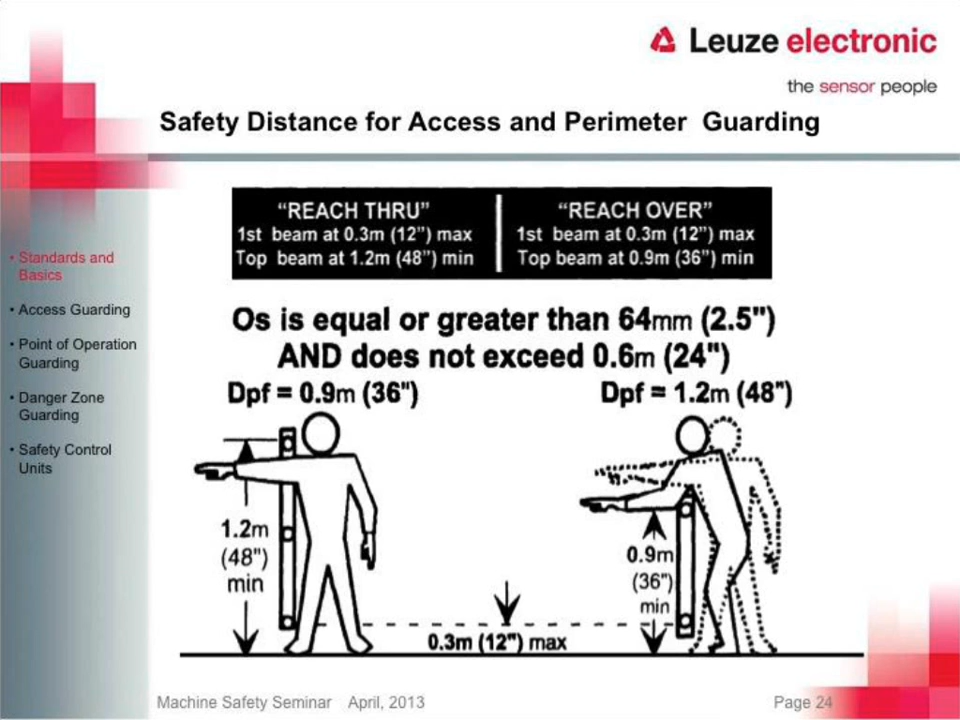 Leuze electronic
the sensor people
Safety Distance for Access and Perimeter Guarding
• Standards and
Basics
• Access Guarding
• Point of Operation
Guarding
• Danger Zone
Guarding
• Safety Control
Units
“REACH THRU”
1st beam at 0.3m (12”) max
Top beam at 1.2m (48”) min
“REACH OVER”
1st beam at 0.3m (12”) max
Top beam at 0.9m (36”) min
Os is equal or greater than 64mm (2.5")
AND does not exceed 0.6m (24")
Dpf = 0.9m (36")
Dpf = 1.2m (48")
1.2m
(48")
min
0.9m
(36")
min
0.3m (12") max
Machine Safety Seminar April, 2013
Page 24